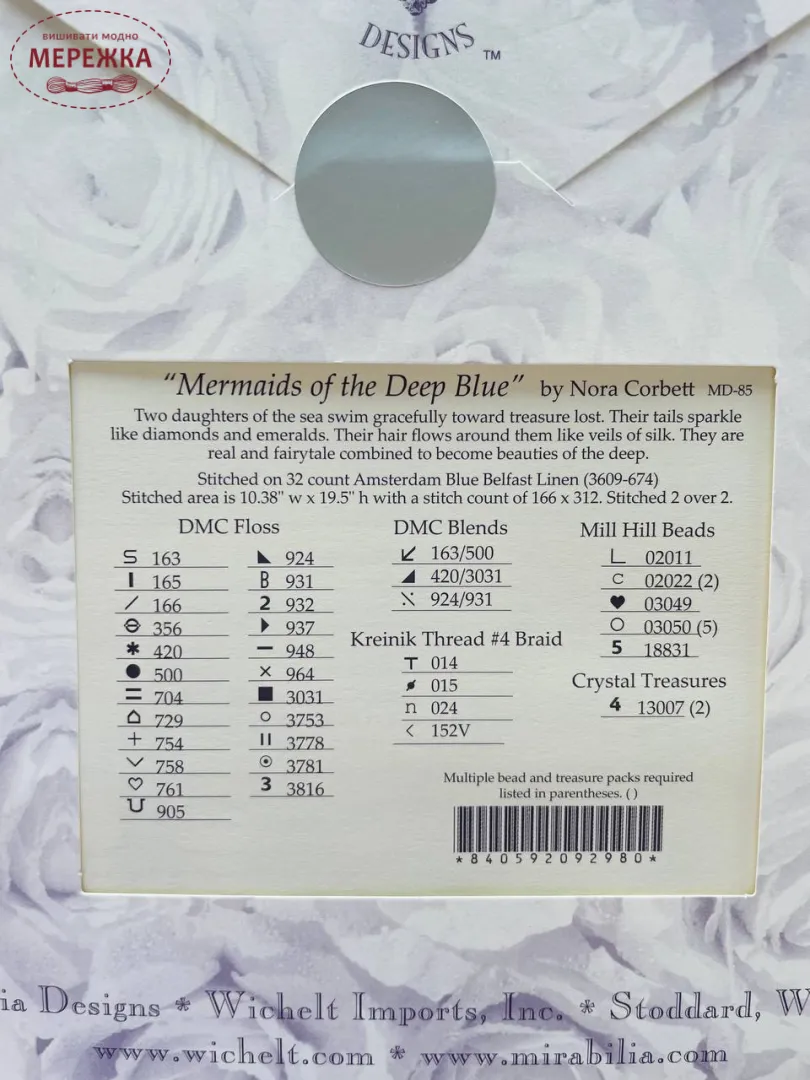 вишивати модно
МЕРЕЖКА
DESIGNS ™
"Mermaids of the Deep Blue" by Nora Corbett MD-85
Two daughters of the sea swim gracefully toward treasure lost. Their tails sparkle
like diamonds and emeralds. Their hair flows around them like veils of silk. They are
real and fairytale combined to become beauties of the deep.
Stitched on 32 count Amsterdam Blue Belfast Linen (3609-674)
Stitched area is 10.38" w x 19.5" h with a stitch count of 166 x 312. Stitched 2 over 2.
DMC Floss
163
165
166
356
420
500
704
729
754
758
761
905
924
B 931
2 932
937
948
964
3031
3753
3778
3781
3 3816
DMC Blends
163/500
420/3031
924/931
Kreinik Thread #4 Braid
T 014
015
n 024
< 152V
Mill Hill Beads
L 02011
C 02022 (2)
♥ 03049
O 03050 (5)
5 18831
Crystal Treasures
4 13007 (2)
Multiple bead and treasure packs required
listed in parentheses. ( )
*840592092980*
ia Designs * Wichelt Imports, Inc. * Stoddard, W
www.wichelt.com * www.mirabilia.com